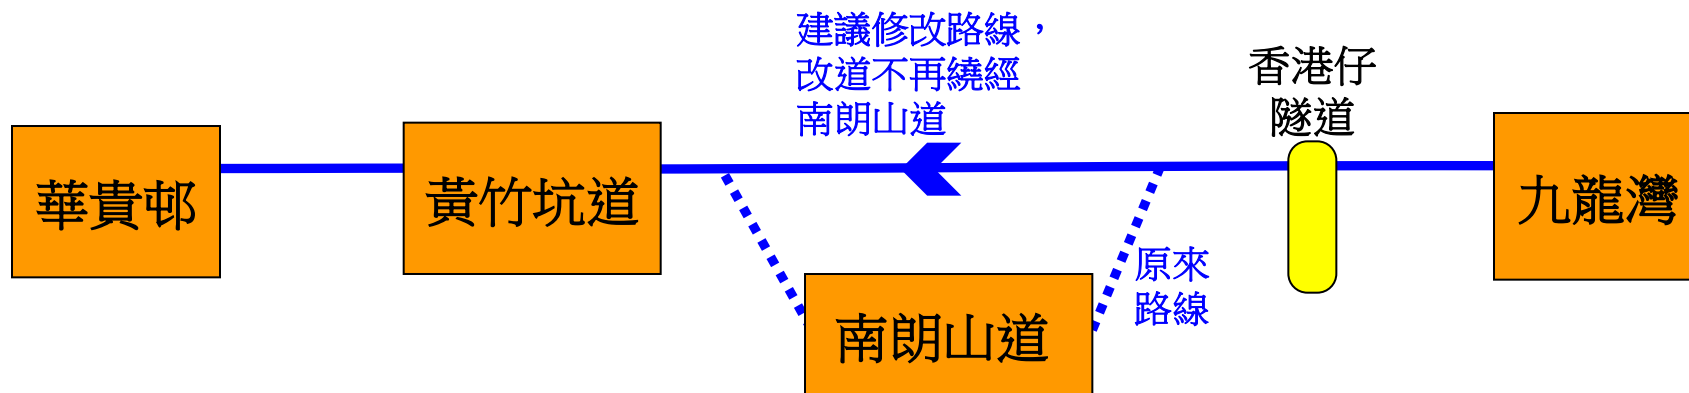 建議修改路線，
改道不再繞經
南朗山道
香港仔
隧道
華貴邨
黃竹坑道
九龍灣
原來
路線
南朗山道